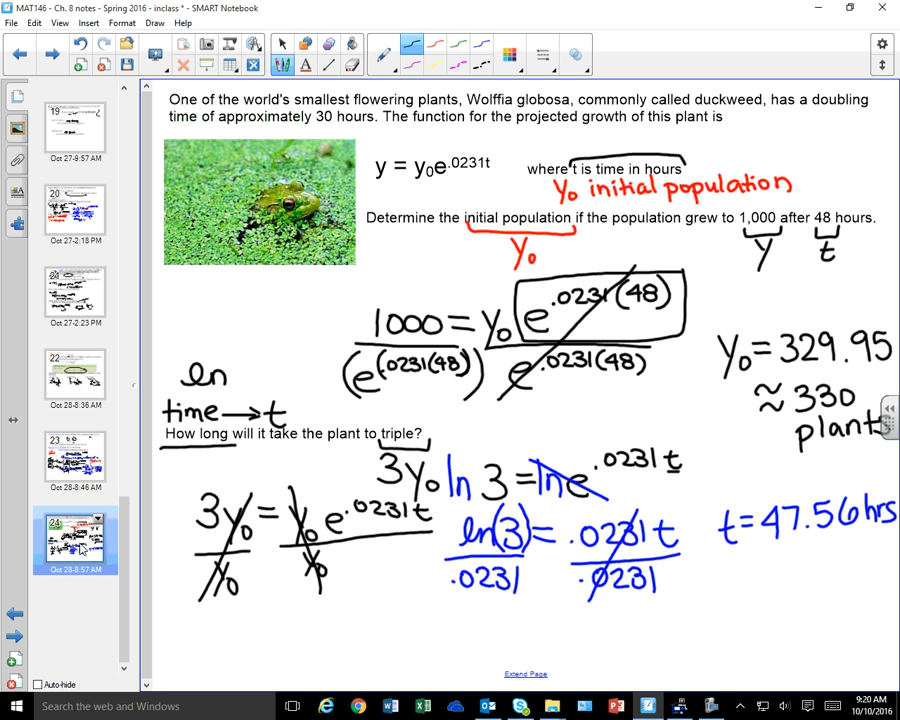 MAT146 - Ch. 8 notes - Spring 2016 - inclass * - SMART Notebook
File Edit View Insert Format Draw Help
One of the world's smallest flowering plants, Wolffia globosa, commonly called duckweed, has a doubling
time of approximately 30 hours. The function for the projected growth of this plant is
y = y₀e^.0231t
where t is time in hours
y₀ initial population
Determine the initial population if the population grew to 1,000 after 48 hours.
y₀ y t
1000 = y₀ e^.0231(48)
(e^(.0231(48))) e^.0231(48)
y₀ = 329.95
≈ 330
plants
ln
time → t
How long will it take the plant to triple?
3y₀
3y₀ = y₀ e^.0231t
y₀ y₀
ln 3 = ln e^.0231t
ln(3) = .0231t
.0231 .0231
t = 47.56 hrs
Extend Page
19
Oct 27-9:57 AM
20
Oct 27-2:18 PM
Oct 27-2:23 PM
22
Oct 28-8:36 AM
23
Oct 28-8:46 AM
24
Oct 28-8:57 AM
Auto-hide
Search the web and Windows
9:20 AM
10/10/2016